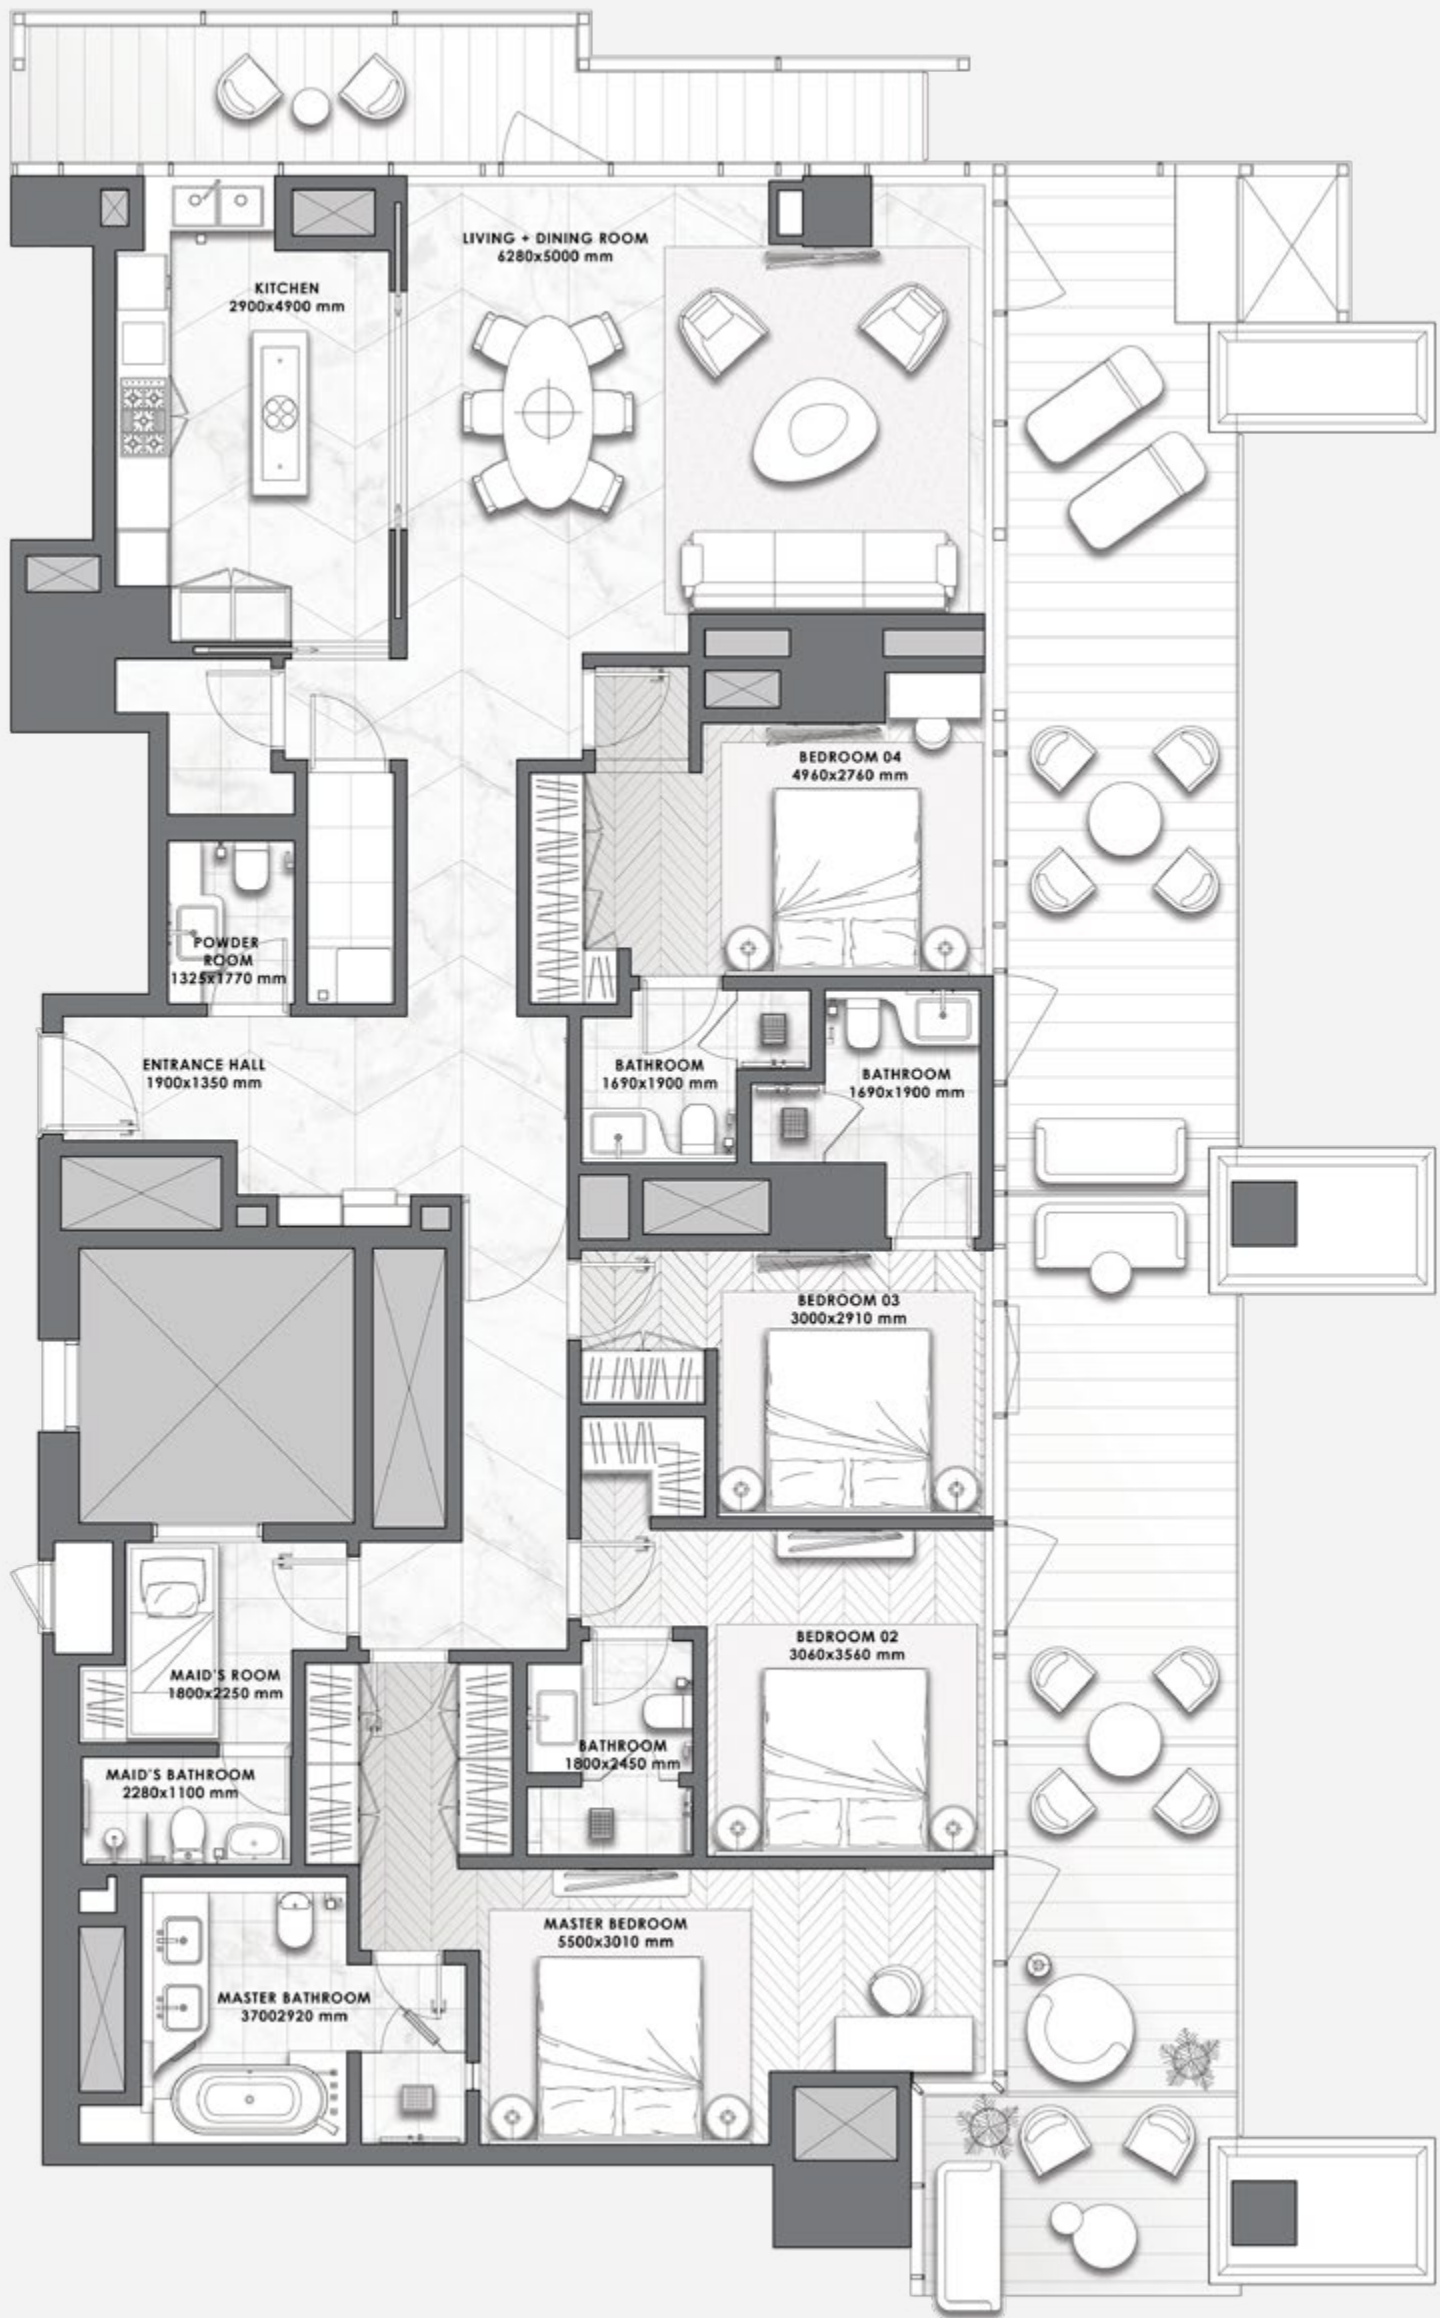 LIVING + DINING ROOM
6280x5000 mm
KITCHEN
2900x4900 mm
BEDROOM 04
4960x2760 mm
POWDER
ROOM
1325x1770 mm
ENTRANCE HALL
1900x1350 mm
BATHROOM
1690x1900 mm
BATHROOM
1690x1900 mm
BEDROOM 03
3000x2910 mm
BEDROOM 02
3060x3560 mm
MAID'S ROOM
1800x2250 mm
BATHROOM
1800x2450 mm
MAID'S BATHROOM
2280x1100 mm
MASTER BEDROOM
5500x3010 mm
MASTER BATHROOM
37002920 mm